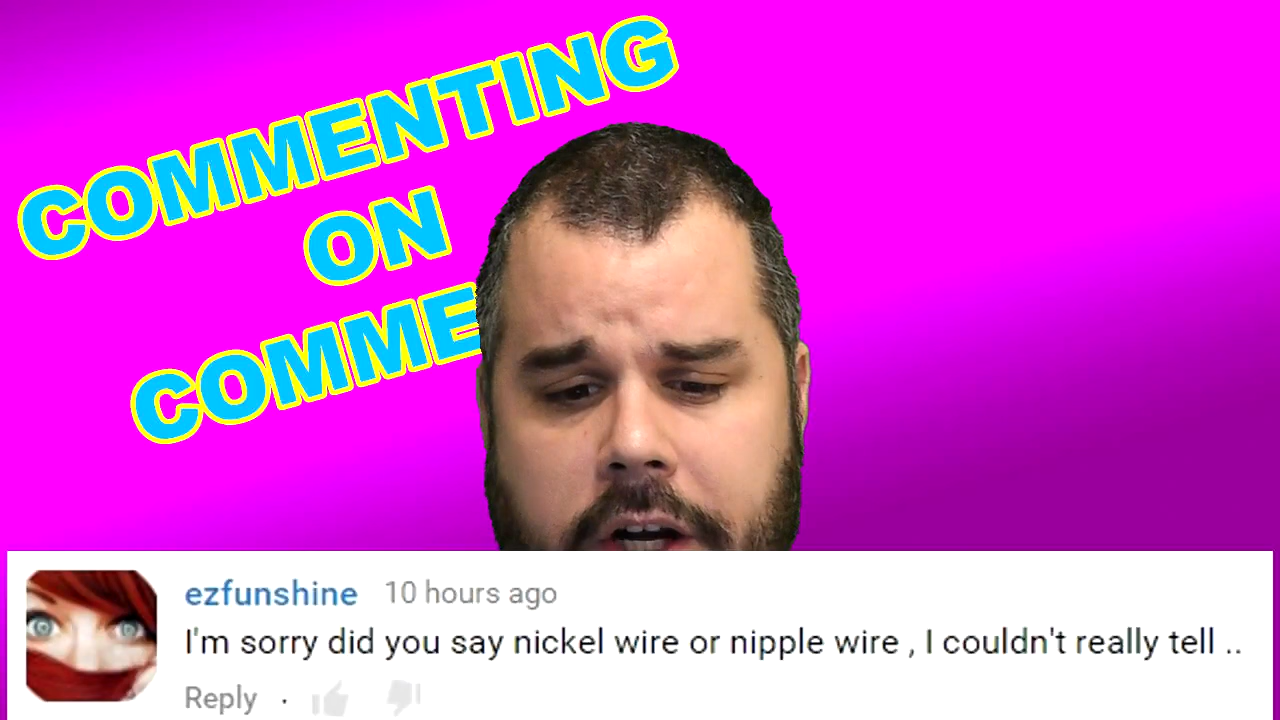 COMMENTING
ON
COMME
ezfunshine 10 hours ago
I'm sorry did you say nickel wire or nipple wire , I couldn't really tell ..
Reply ·